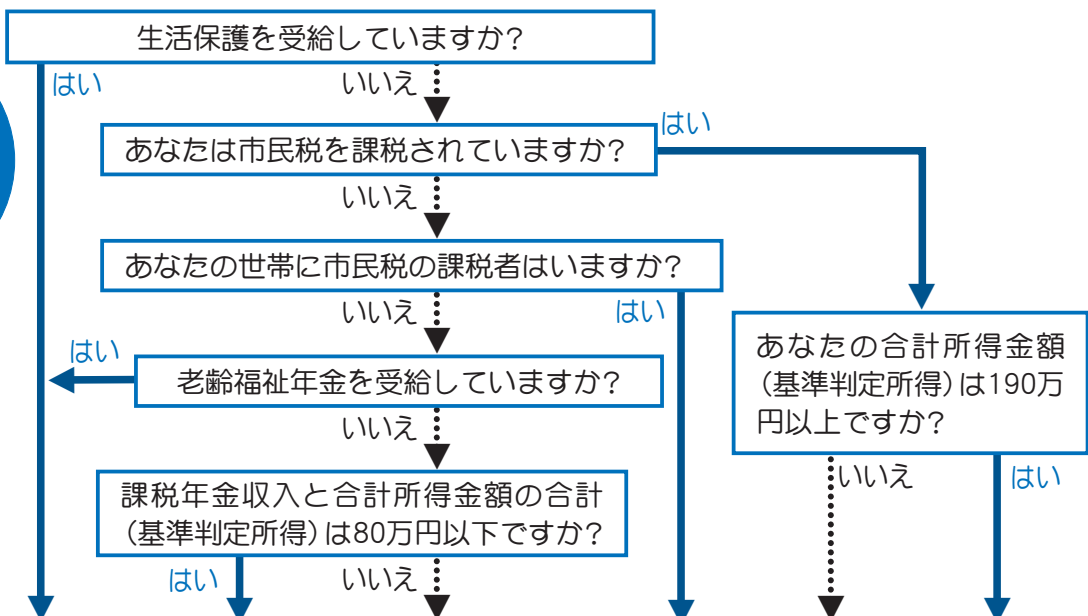 生活保護を受給していますか?
はい
いいえ
あなたは市民税を課税されていますか?
はい
いいえ
あなたの世帯に市民税の課税者はいますか?
いいえ
はい
はい
老齢福祉年金を受給していますか?
いいえ
あなたの合計所得金額
(基準判定所得)は190万
円以上ですか?
いいえ
はい
課税年金収入と合計所得金額の合計
(基準判定所得)は80万円以下ですか?
はい
いいえ